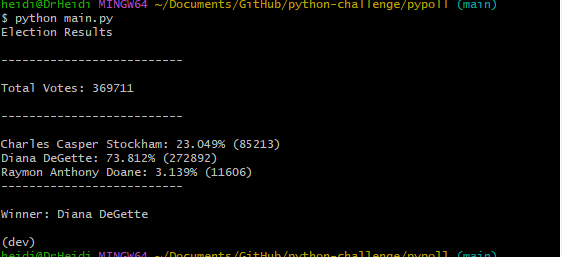 heidi@DrHeidi MINGW64 ~/Documents/GitHub/python-challenge/pypoll (main)
$ python main.py
Election Results
-------------------------
Total Votes: 369711
-------------------------
Charles Casper Stockham: 23.049% (85213)
Diana DeGette: 73.812% (272892)
Raymon Anthony Doane: 3.139% (11606)
-------------------------
Winner: Diana DeGette
(dev)
heidi@DrHeidi MINGW64 ~/Documents/GitHub/python-challenge/pypoll (main)